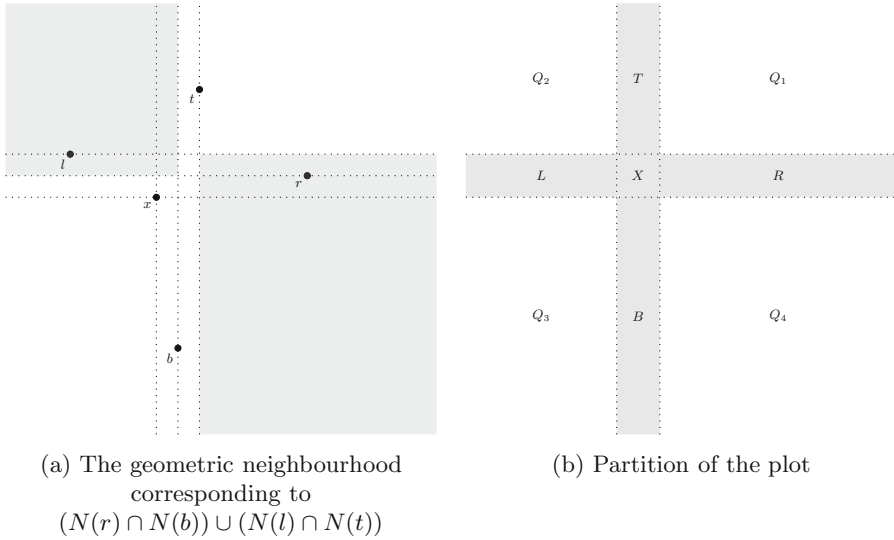 t
l
r
x
b
(a) The geometric neighbourhood
corresponding to
(N(r) ∩ N(b)) ∪ (N(l) ∩ N(t))
Q₂ T Q₁
L X R
Q₃ B Q₄
(b) Partition of the plot